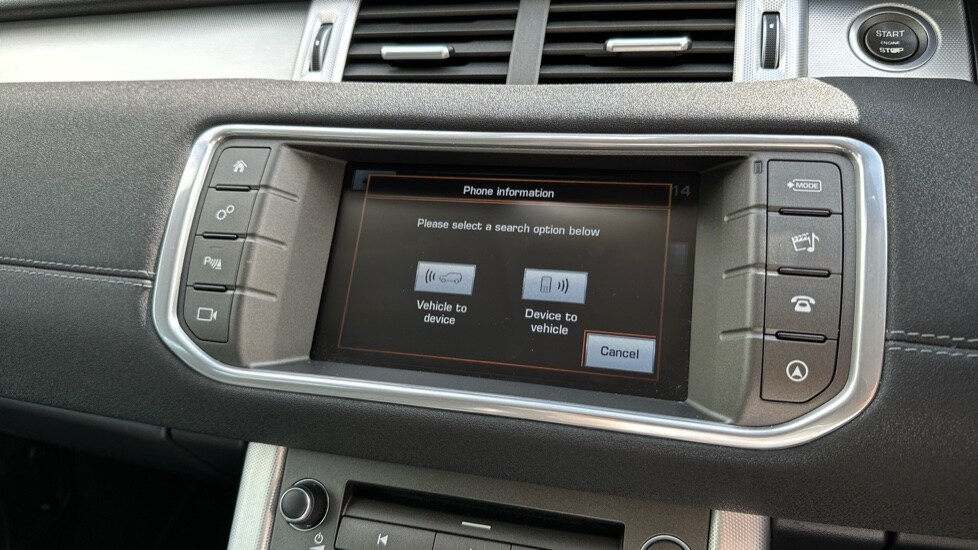 START
ENGINE
STOP
MODE
14
Phone information
Please select a search option below
Vehicle to
device
Device to
vehicle
Cancel